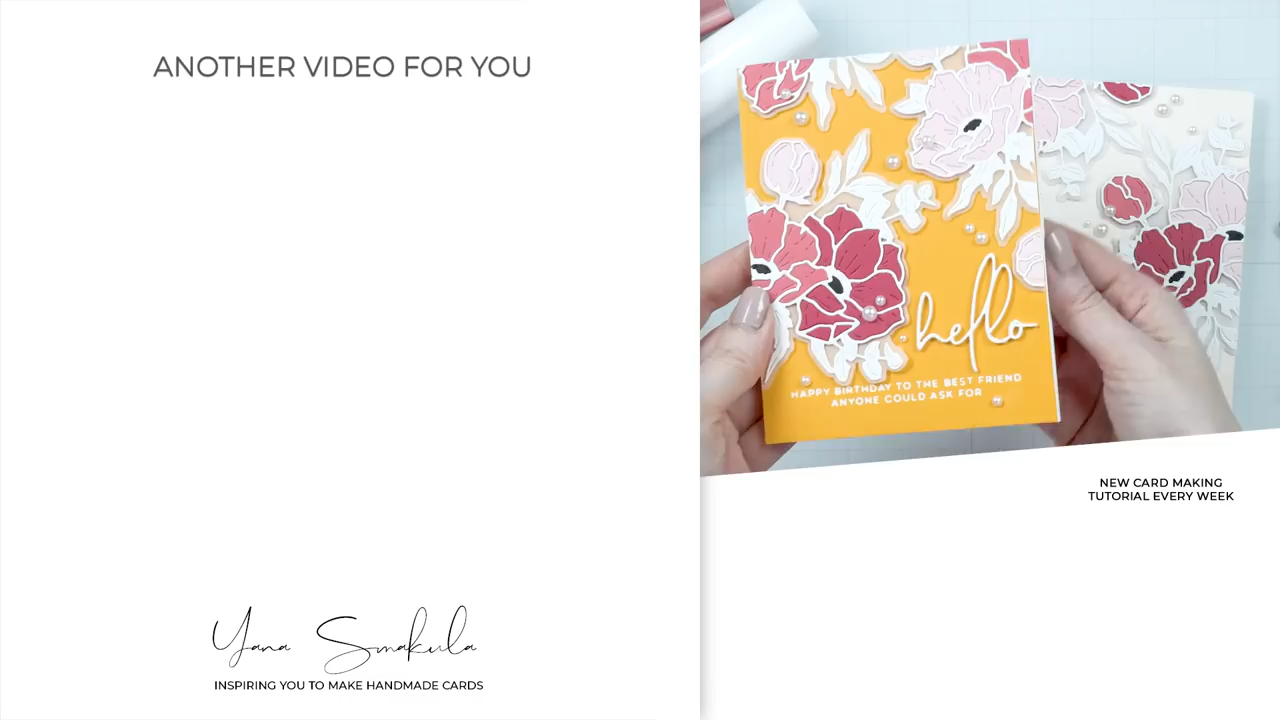 ANOTHER VIDEO FOR YOU
hello
HAPPY BIRTHDAY TO THE BEST FRIEND
ANYONE COULD ASK FOR
NEW CARD MAKING
TUTORIAL EVERY WEEK
Yana Smakula
INSPIRING YOU TO MAKE HANDMADE CARDS